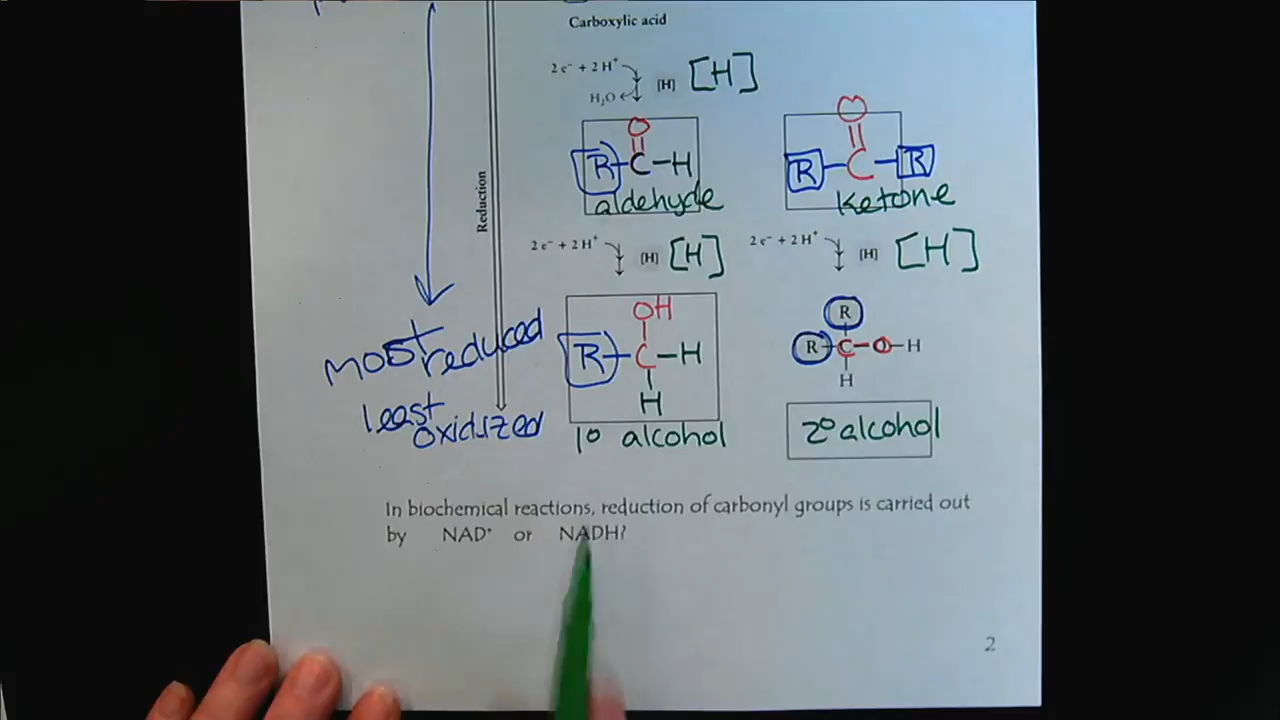 Carboxylic acid
2 e⁻ + 2 H⁺
[H] [H]
H₂O
O
R-C-H
aldehyde
O
R-C-R
Ketone
Reduction
2 e⁻ + 2 H⁺ [H] [H]
2 e⁻ + 2 H⁺ [H] [H]
OH
R-C-H
H
1° alcohol
R
R-C-O-H
H
2° alcohol
most reduced
least oxidized
In biochemical reactions, reduction of carbonyl groups is carried out
by NAD⁺ or NADH?
2